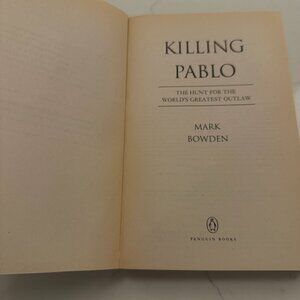 KILLING
PABLO
THE HUNT FOR THE
WORLD'S GREATEST OUTLAW
MARK
BOWDEN
PENGUIN BOOKS